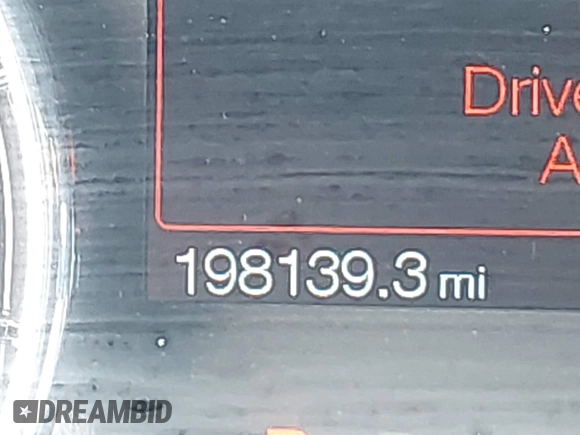 Drive
A
198139.3 mi
DREAMBID